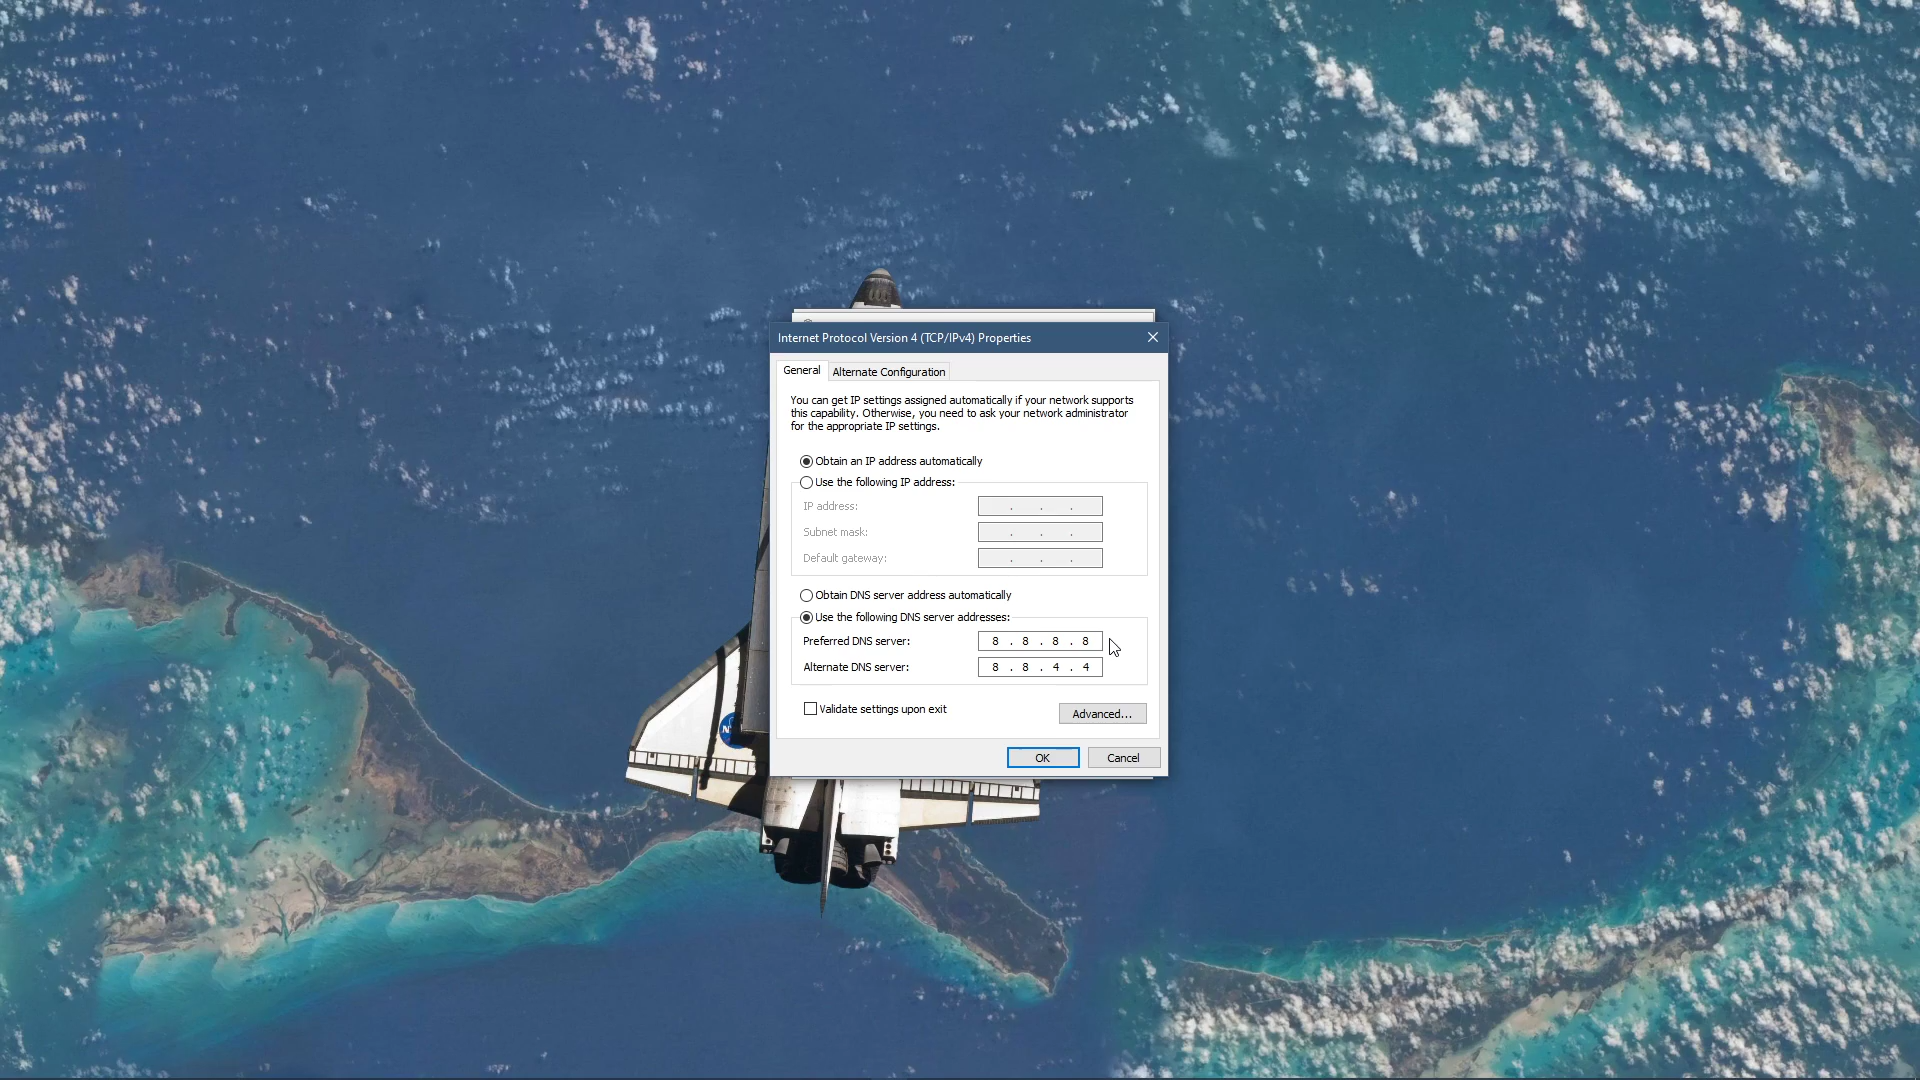 Internet Protocol Version 4 (TCP/IPv4) Properties
General
Alternate Configuration
You can get IP settings assigned automatically if your network supports
this capability. Otherwise, you need to ask your network administrator
for the appropriate IP settings.
Obtain an IP address automatically
Use the following IP address:
IP address: . . .
Subnet mask: . . .
Default gateway: . . .
Obtain DNS server address automatically
Use the following DNS server addresses:
Preferred DNS server: 8 . 8 . 8 . 8
Alternate DNS server: 8 . 8 . 4 . 4
Validate settings upon exit
Advanced...
OK
Cancel